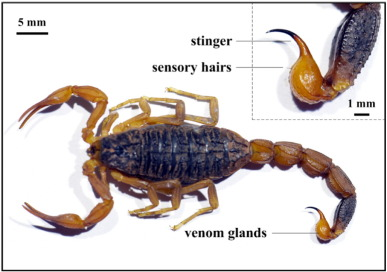 5 mm
stinger
sensory hairs
1 mm
venom glands